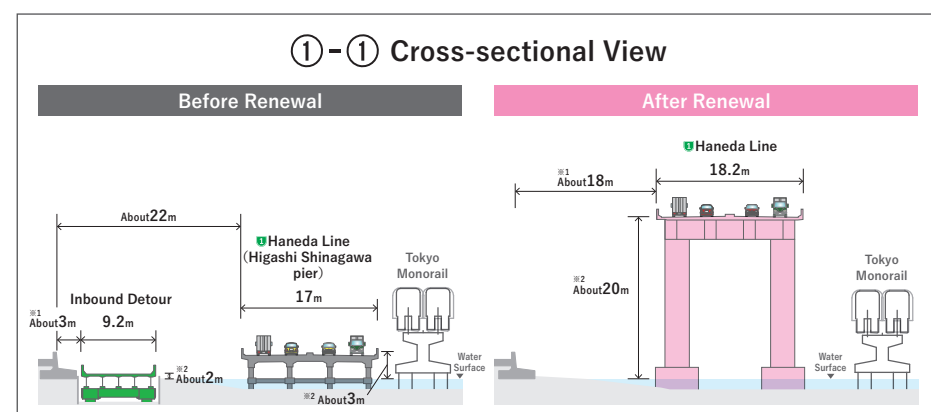 ①-① Cross-sectional View
Before Renewal
About22m
1 Haneda Line
(Higashi Shinagawa
pier)
17m
Tokyo
Monorail
Inbound Detour
※1
About3m
9.2m
※2
About2m
※2 About3m
Water
Surface
After Renewal
1 Haneda Line
※1
About18m
18.2m
※2
About20m
Tokyo
Monorail
Water
Surface